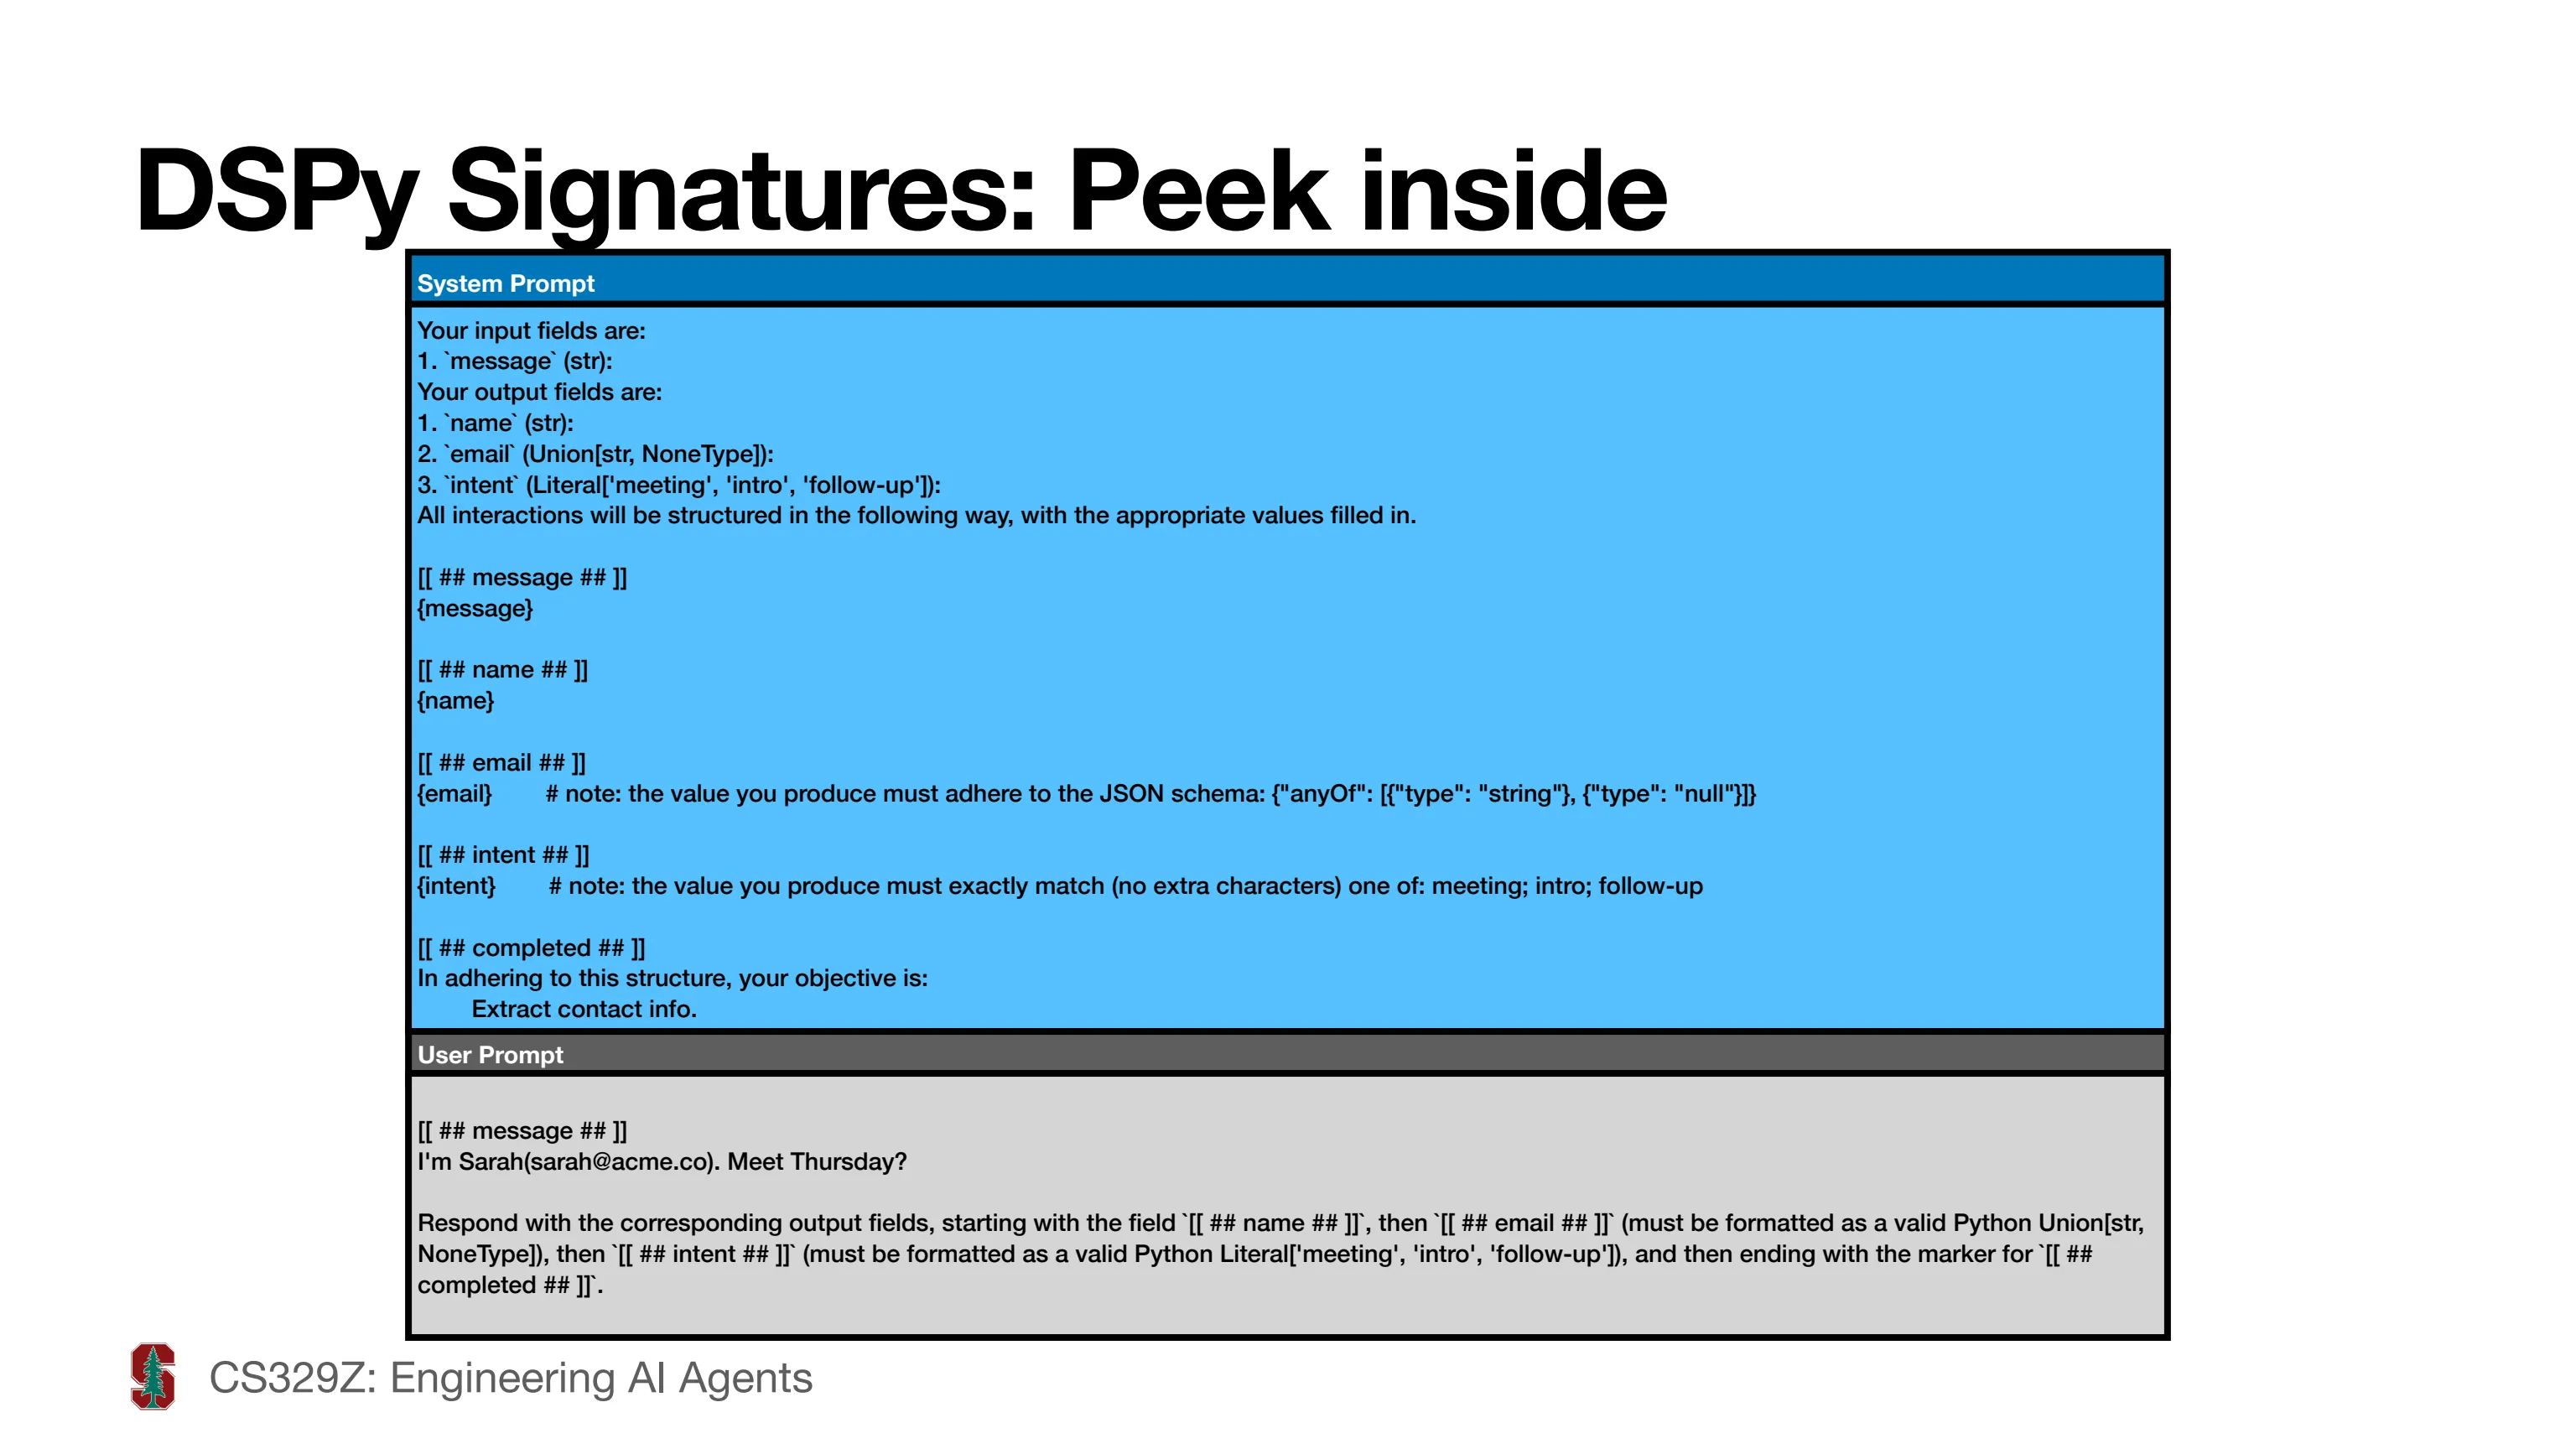 DSPy Signatures: Peek inside
System Prompt
Your input fields are:
1. `message` (str):
Your output fields are:
1. `name` (str):
2. `email` (Union[str, NoneType]):
3. `intent` (Literal['meeting', 'intro', 'follow-up']):
All interactions will be structured in the following way, with the appropriate values filled in.
[[ ## message ## ]]
{message}
[[ ## name ## ]]
{name}
[[ ## email ## ]]
{email}        # note: the value you produce must adhere to the JSON schema: {"anyOf": [{"type": "string"}, {"type": "null"}]}
[[ ## intent ## ]]
{intent}        # note: the value you produce must exactly match (no extra characters) one of: meeting; intro; follow-up
[[ ## completed ## ]]
In adhering to this structure, your objective is:
        Extract contact info.
User Prompt
[[ ## message ## ]]
I'm Sarah(sarah@acme.co). Meet Thursday?
Respond with the corresponding output fields, starting with the field `[[ ## name ## ]]`, then `[[ ## email ## ]]` (must be formatted as a valid Python Union[str,
NoneType]), then `[[ ## intent ## ]]` (must be formatted as a valid Python Literal['meeting', 'intro', 'follow-up']), and then ending with the marker for `[[ ##
completed ## ]]`.
CS329Z: Engineering AI Agents